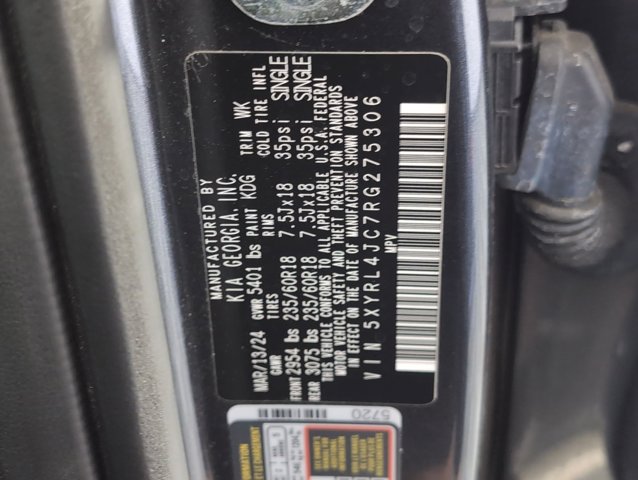 MANUFACTURED BY
KIA GEORGIA, INC.
MAR/13/24 GVWR 5401 lbs PAINT KDG TRIM WK
GAWR TIRES RIMS COLD TIRE INFL
FRONT 2954 lbs 235/60R18 7.5Jx18 35psi SINGLE
REAR 3075 lbs 235/60R18 7.5Jx18 35psi SINGLE
THIS VEHICLE CONFORMS TO ALL APPLICABLE U.S.A. FEDERAL
MOTOR VEHICLE SAFETY AND THEFT PREVENTION STANDARDS
IN EFFECT ON THE DATE OF MANUFACTURE SHOWN ABOVE
VIN 5XYRL4JC7RG275306
MPV
5720